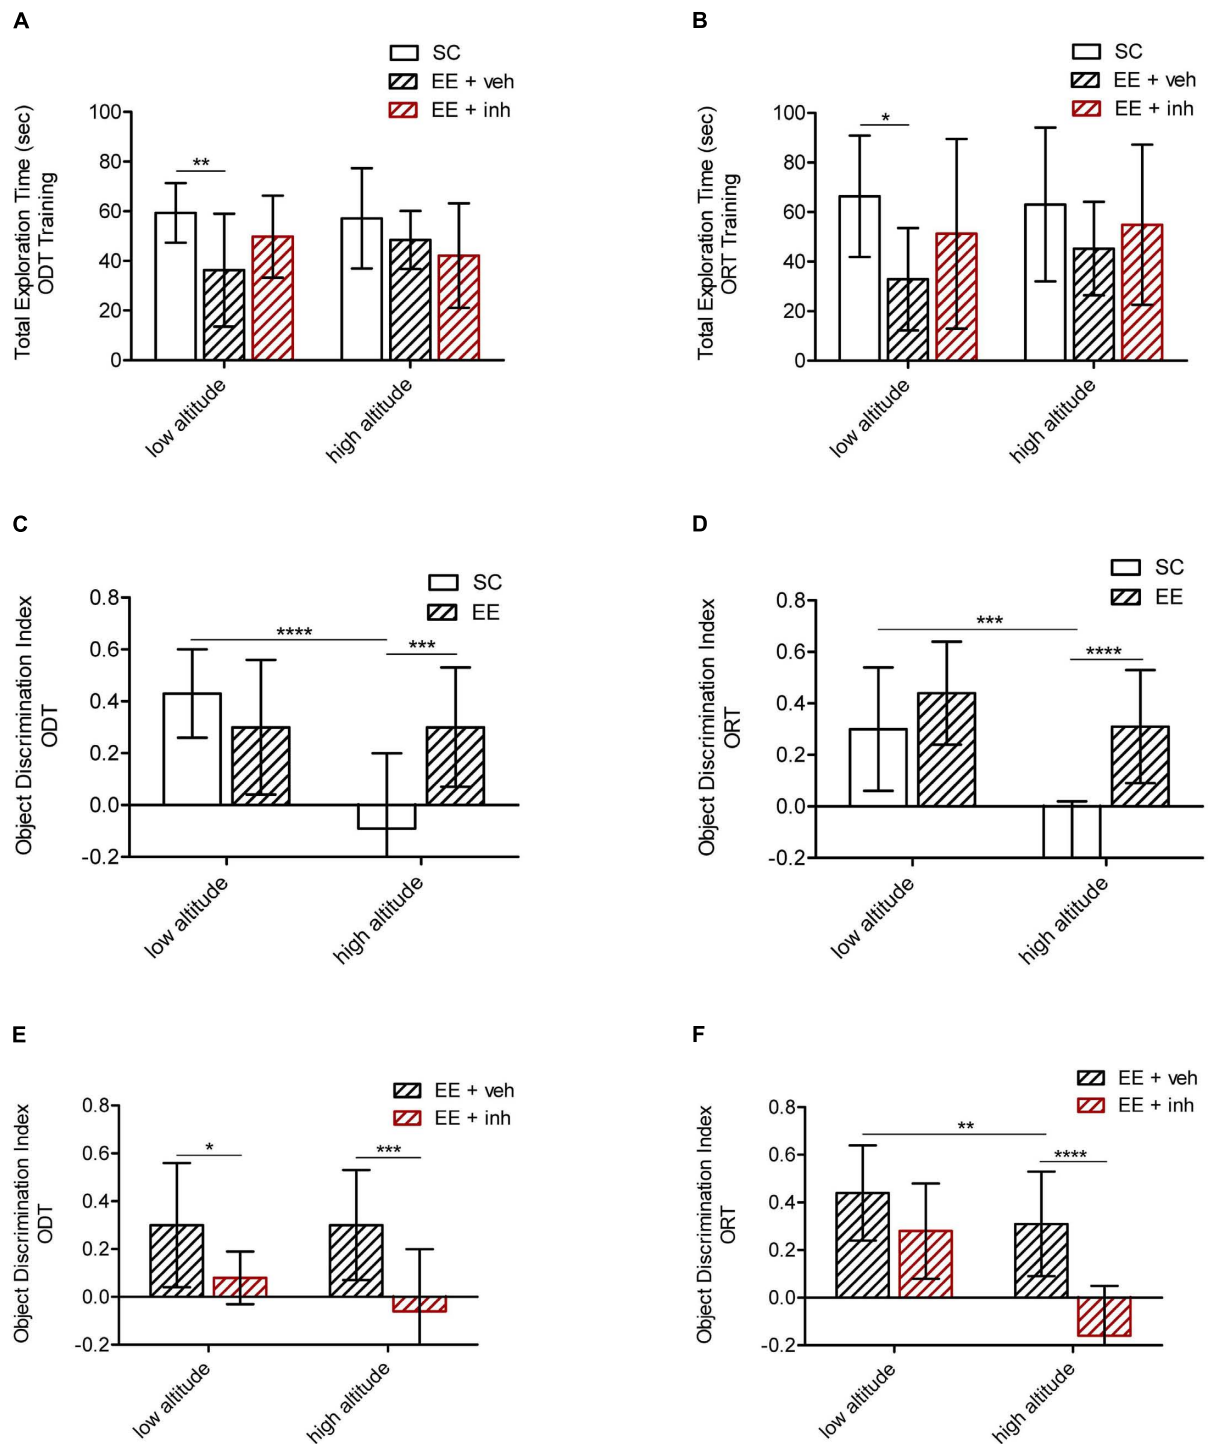 A
SC
EE + veh
EE + inh
Total Exploration Time (sec)
ODT Training
100
80
60
40
20
0
**
low altitude
high altitude
B
SC
EE + veh
EE + inh
Total Exploration Time (sec)
ORT Training
100
80
60
40
20
0
*
low altitude
high altitude
C
SC
EE
Object Discrimination Index
ODT
0.8
0.6
0.4
0.2
0.0
-0.2
****
***
low altitude
high altitude
D
SC
EE
Object Discrimination Index
ORT
0.8
0.6
0.4
0.2
0.0
-0.2
***
****
low altitude
high altitude
E
EE + veh
EE + inh
Object Discrimination Index
ODT
0.8
0.6
0.4
0.2
0.0
-0.2
*
***
low altitude
high altitude
F
EE + veh
EE + inh
Object Discrimination Index
ORT
0.8
0.6
0.4
0.2
0.0
-0.2
**
****
low altitude
high altitude